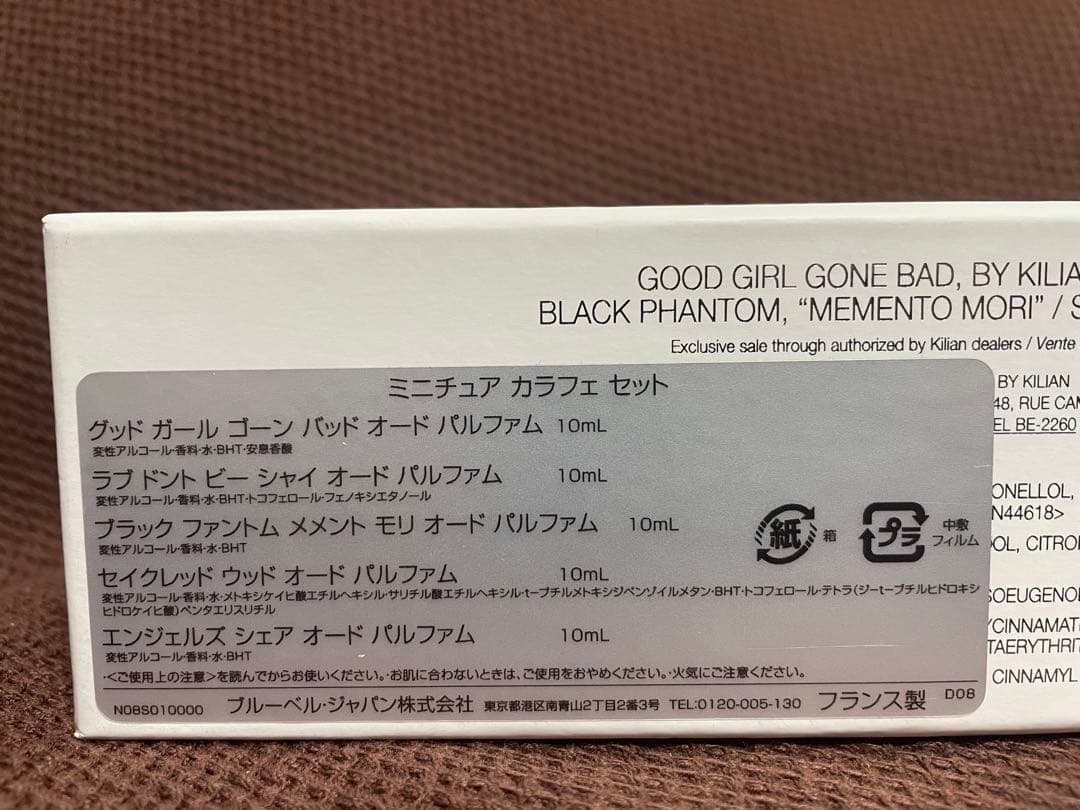 GOOD GIRL GONE BAD, BY KILIA
BLACK PHANTOM, “MEMENTO MORI” / S
Exclusive sale through authorized by Kilian dealers / Vente
BY KILIAN
48, RUE CAM
EL BE-2260
ONELLOL,
N44618>
OL, CITRO
SOEUGENOL
YCINNAMAT
TAERYTHRIT
CINNAMYL
ミニチュア カラフェ セット
グッド ガール ゴーン バッド オード パルファム 10mL
変性アルコール・香料・水・BHT・安息香酸
ラブ ドント ビー シャイ オード パルファム 10mL
変性アルコール・香料・水・BHT・トコフェロール・フェノキシエタノール
ブラック ファントム メメント モリ オード パルファム 10mL
変性アルコール・香料・水・BHT
セイクレッド ウッド オード パルファム 10mL
変性アルコール・香料・水・メトキシケイヒ酸エチルヘキシル・サリチル酸エチルヘキシル・t-ブチルメトキシジベンゾイルメタン・BHT・トコフェロール・テトラ(ジ-t-ブチルヒドロキシ
ヒドロケイヒ酸)ペンタエリスリチル
エンジェルズ シェア オード パルファム 10mL
変性アルコール・香料・水・BHT
・<ご使用上の注意>を読んでからお使いください。・お肌に合わないときは、ご使用をおやめください。・火気にご注意ください。
紙 箱 プラ 中敷
フィルム
N08S010000 ブルーベル・ジャパン株式会社 東京都港区南青山2丁目2番3号 TEL:0120-005-130 フランス製 D08